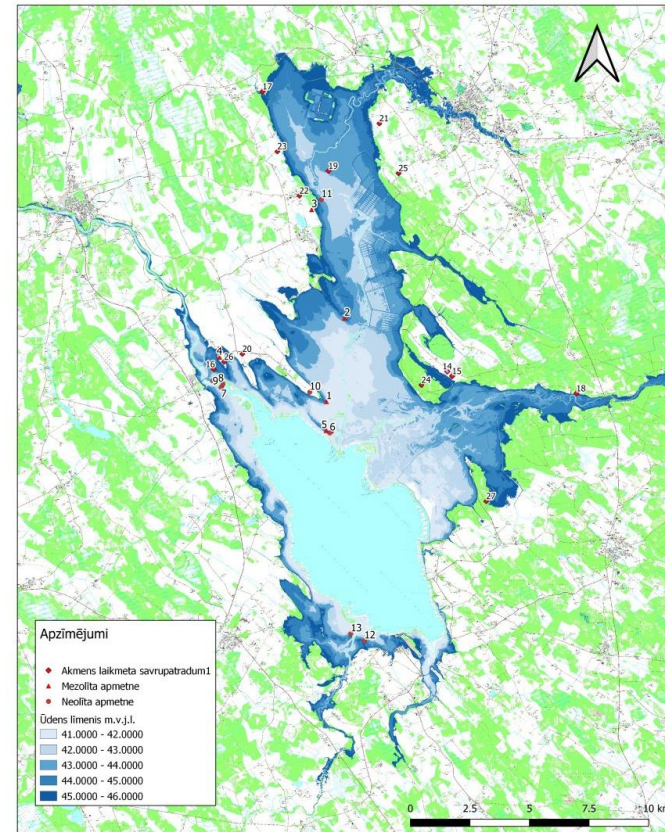 17
21
23
19
25
22
11
3
2
4
26
20
16
8
9
7
14
15
24
18
10
1
5
6
27
13
12
Apzīmējumi
Akmens laikmeta savrupatradum1
Mezolīta apmetne
Neolīta apmetne
Ūdens līmenis m.v.j.l.
41.0000 - 42.0000
42.0000 - 43.0000
43.0000 - 44.0000
44.0000 - 45.0000
45.0000 - 46.0000
0 2.5 5 7.5 10 km